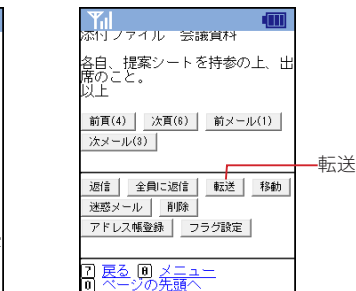 添付ファイル 会議資料
各自、提案シートを持参の上、出
席のこと。
以上
前頁(4) 次頁(6) 前メール(1)
次メール(3)
転送
返信 全員に返信 転送 移動
迷惑メール 削除
アドレス帳登録 フラグ設定
7 戻る 8 メニュー
0 ページの先頭へ